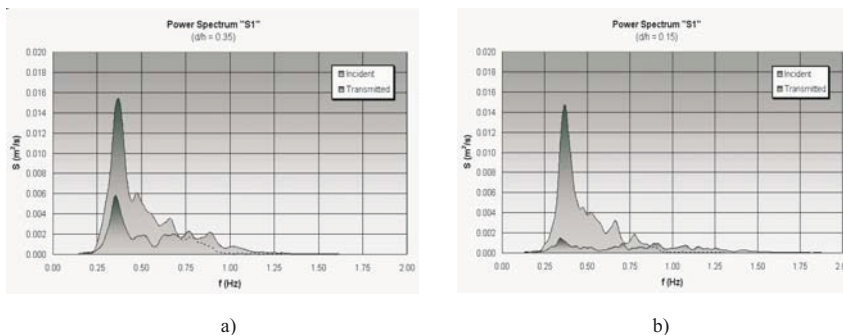 Power Spectrum "S1"
(d/h = 0.35)
0.020
0.018
0.016
0.014
0.012
0.010
0.008
0.006
0.004
0.002
0.000
S (m²/s)
Incident
Transmitted
0.00 0.25 0.50 0.75 1.00 1.25 1.50 1.75 2.00
f (Hz)
a)
Power Spectrum "S1"
(d/h = 0.15)
0.020
0.018
0.016
0.014
0.012
0.010
0.008
0.006
0.004
0.002
0.000
S (m²/s)
Incident
Transmitted
0.00 0.25 0.50 0.75 1.00 1.25 1.50 1.75 2.00
f (Hz)
b)